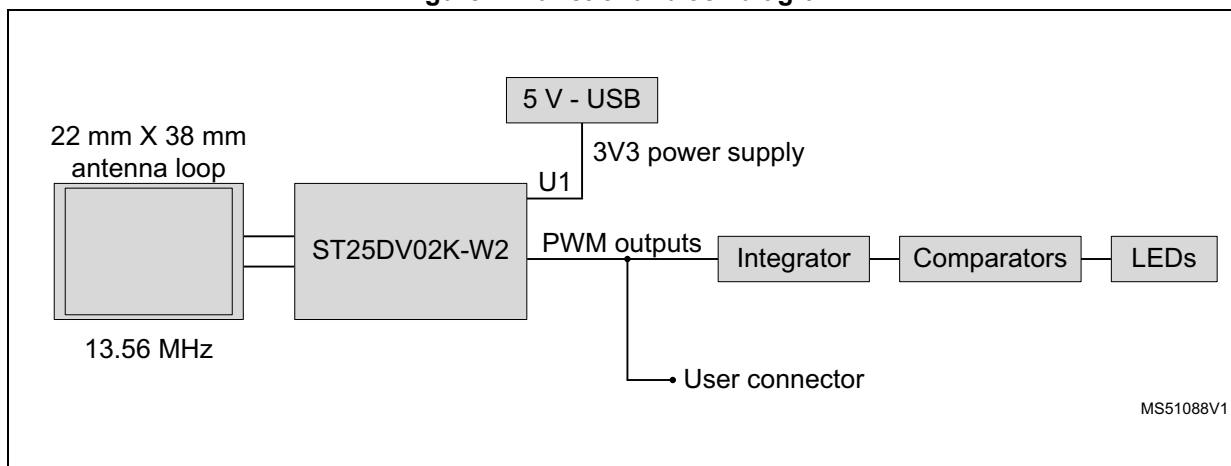 5 V - USB
22 mm X 38 mm
antenna loop
3V3 power supply
U1
ST25DV02K-W2
PWM outputs
Integrator
Comparators
LEDs
13.56 MHz
User connector
MS51088V1